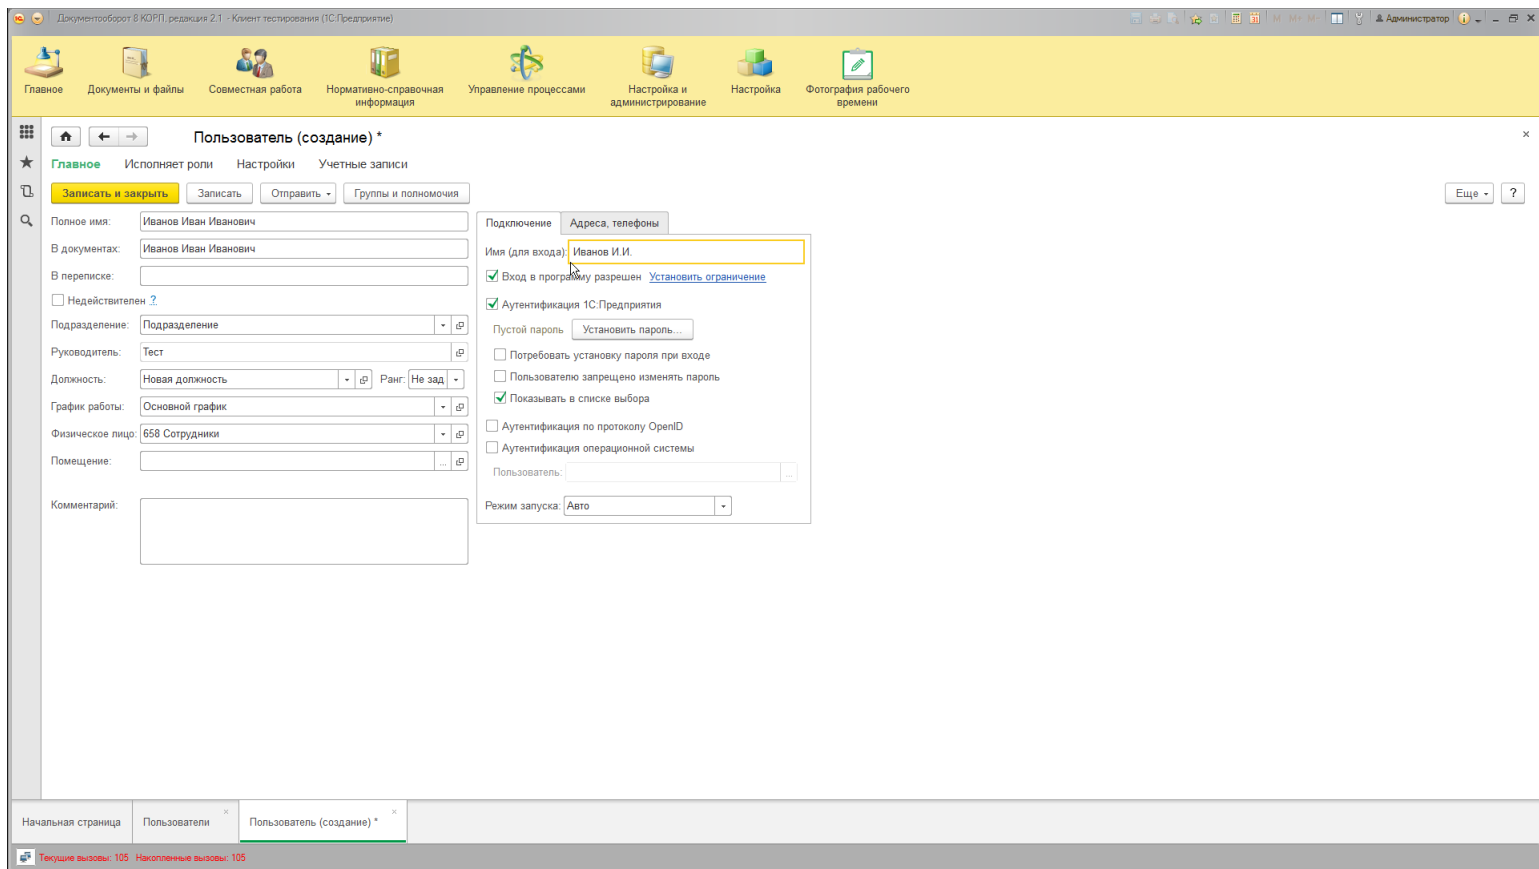 Документооборот 8 КОРП, редакция 2.1 - Клиент тестирования (1С:Предприятие)
M M+ M-
Администратор
Главное
Документы и файлы
Совместная работа
Нормативно-справочная информация
Управление процессами
Настройка и администрирование
Настройка
Фотография рабочего времени
Пользователь (создание) *
Главное Исполняет роли Настройки Учетные записи
Записать и закрыть Записать Отправить Группы и полномочия Еще ?
Полное имя: Иванов Иван Иванович
В документах: Иванов Иван Иванович
В переписке:
Недействителен ?
Подразделение: Подразделение
Руководитель: Тест
Должность: Новая должность Ранг: Не зад
График работы: Основной график
Физическое лицо: 658 Сотрудники
Помещение:
Комментарий:
Подключение Адреса, телефоны
Имя (для входа): Иванов И.И.
Вход в программу разрешен Установить ограничение
Аутентификация 1С:Предприятия
Пустой пароль Установить пароль...
Потребовать установку пароля при входе
Пользователю запрещено изменять пароль
Показывать в списке выбора
Аутентификация по протоколу OpenID
Аутентификация операционной системы
Пользователь:
Режим запуска: Авто
Начальная страница Пользователи Пользователь (создание) *
Текущие вызовы: 105 Накопленные вызовы: 105